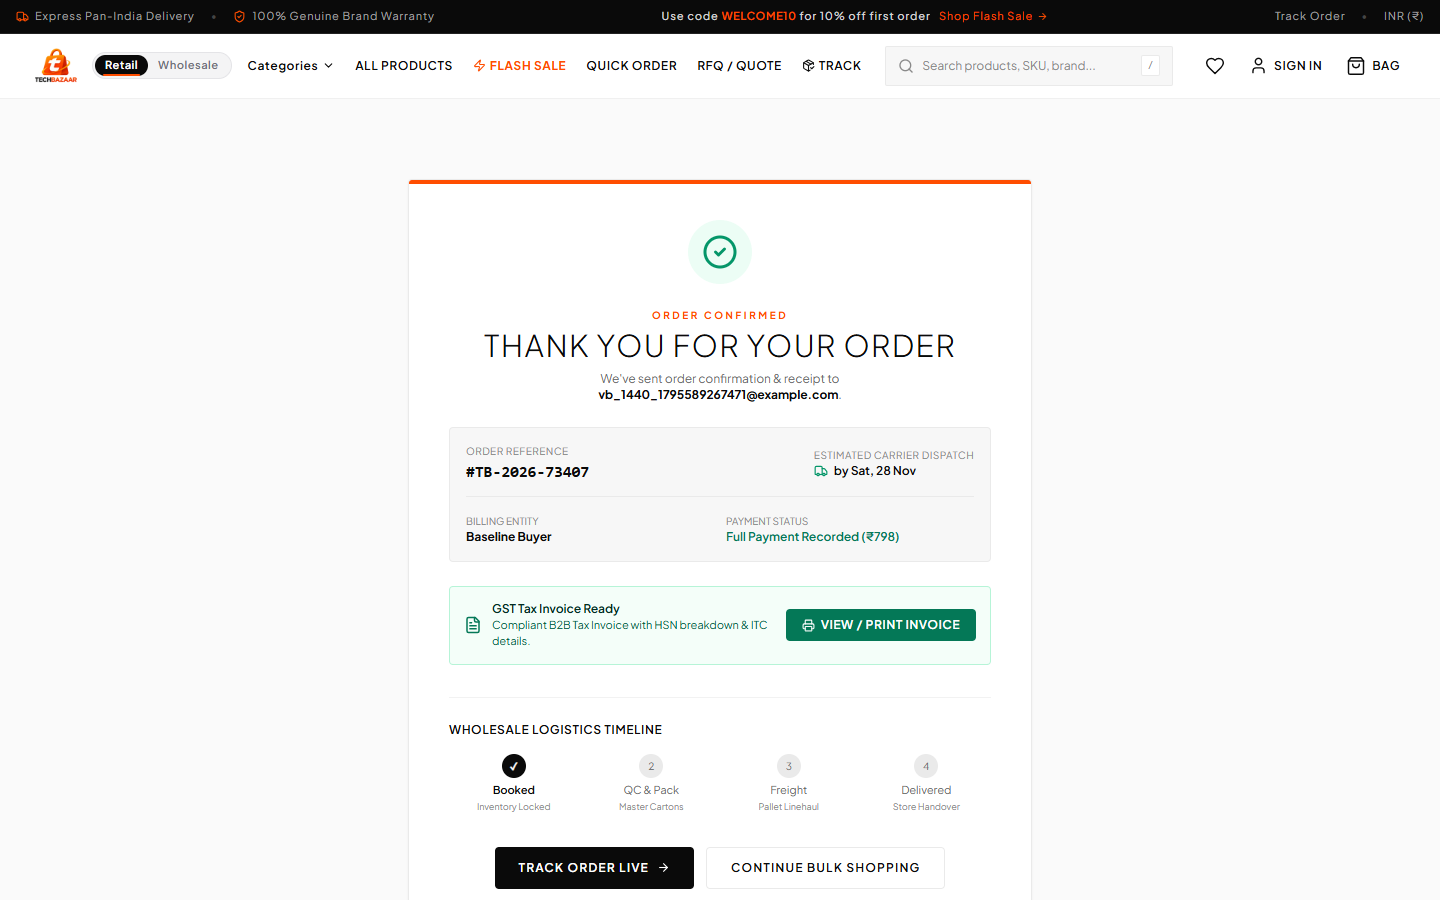 Express Pan-India Delivery • 100% Genuine Brand Warranty
Use code WELCOME10 for 10% off first order Shop Flash Sale →
Track Order • INR (₹)
TECHBAZAAR
Retail Wholesale
Categories
ALL PRODUCTS
FLASH SALE
QUICK ORDER
RFQ / QUOTE
TRACK
Search products, SKU, brand... /
SIGN IN
BAG
ORDER CONFIRMED
THANK YOU FOR YOUR ORDER
We've sent order confirmation & receipt to
vb_1440_1795589267471@example.com.
ORDER REFERENCE
#TB-2026-73407
ESTIMATED CARRIER DISPATCH
by Sat, 28 Nov
BILLING ENTITY
Baseline Buyer
PAYMENT STATUS
Full Payment Recorded (₹798)
GST Tax Invoice Ready
Compliant B2B Tax Invoice with HSN breakdown & ITC
details.
VIEW / PRINT INVOICE
WHOLESALE LOGISTICS TIMELINE
✓
Booked
Inventory Locked
2
QC & Pack
Master Cartons
3
Freight
Pallet Linehaul
4
Delivered
Store Handover
TRACK ORDER LIVE →
CONTINUE BULK SHOPPING